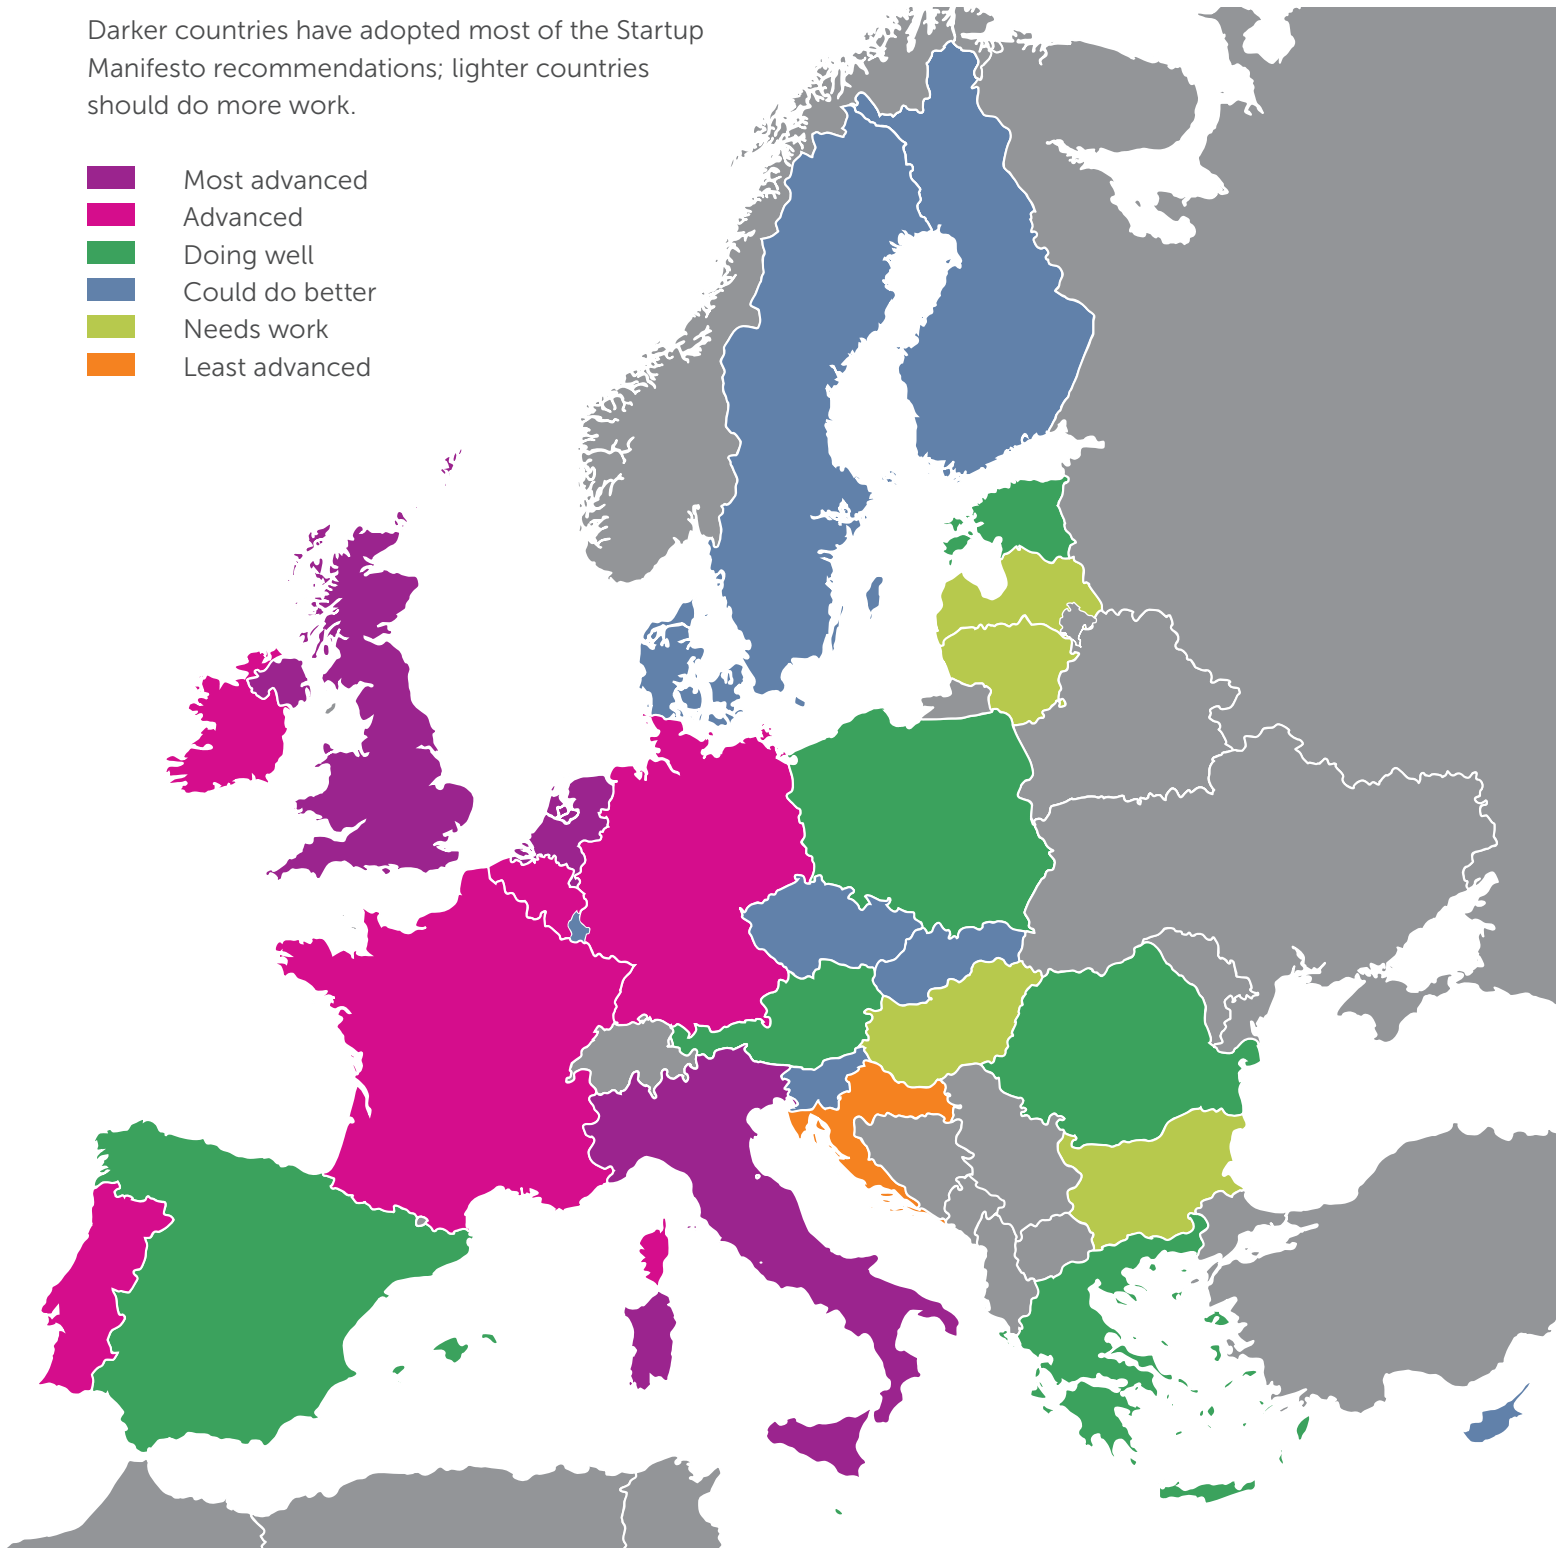 Darker countries have adopted most of the Startup
Manifesto recommendations; lighter countries
should do more work.
Most advanced
Advanced
Doing well
Could do better
Needs work
Least advanced